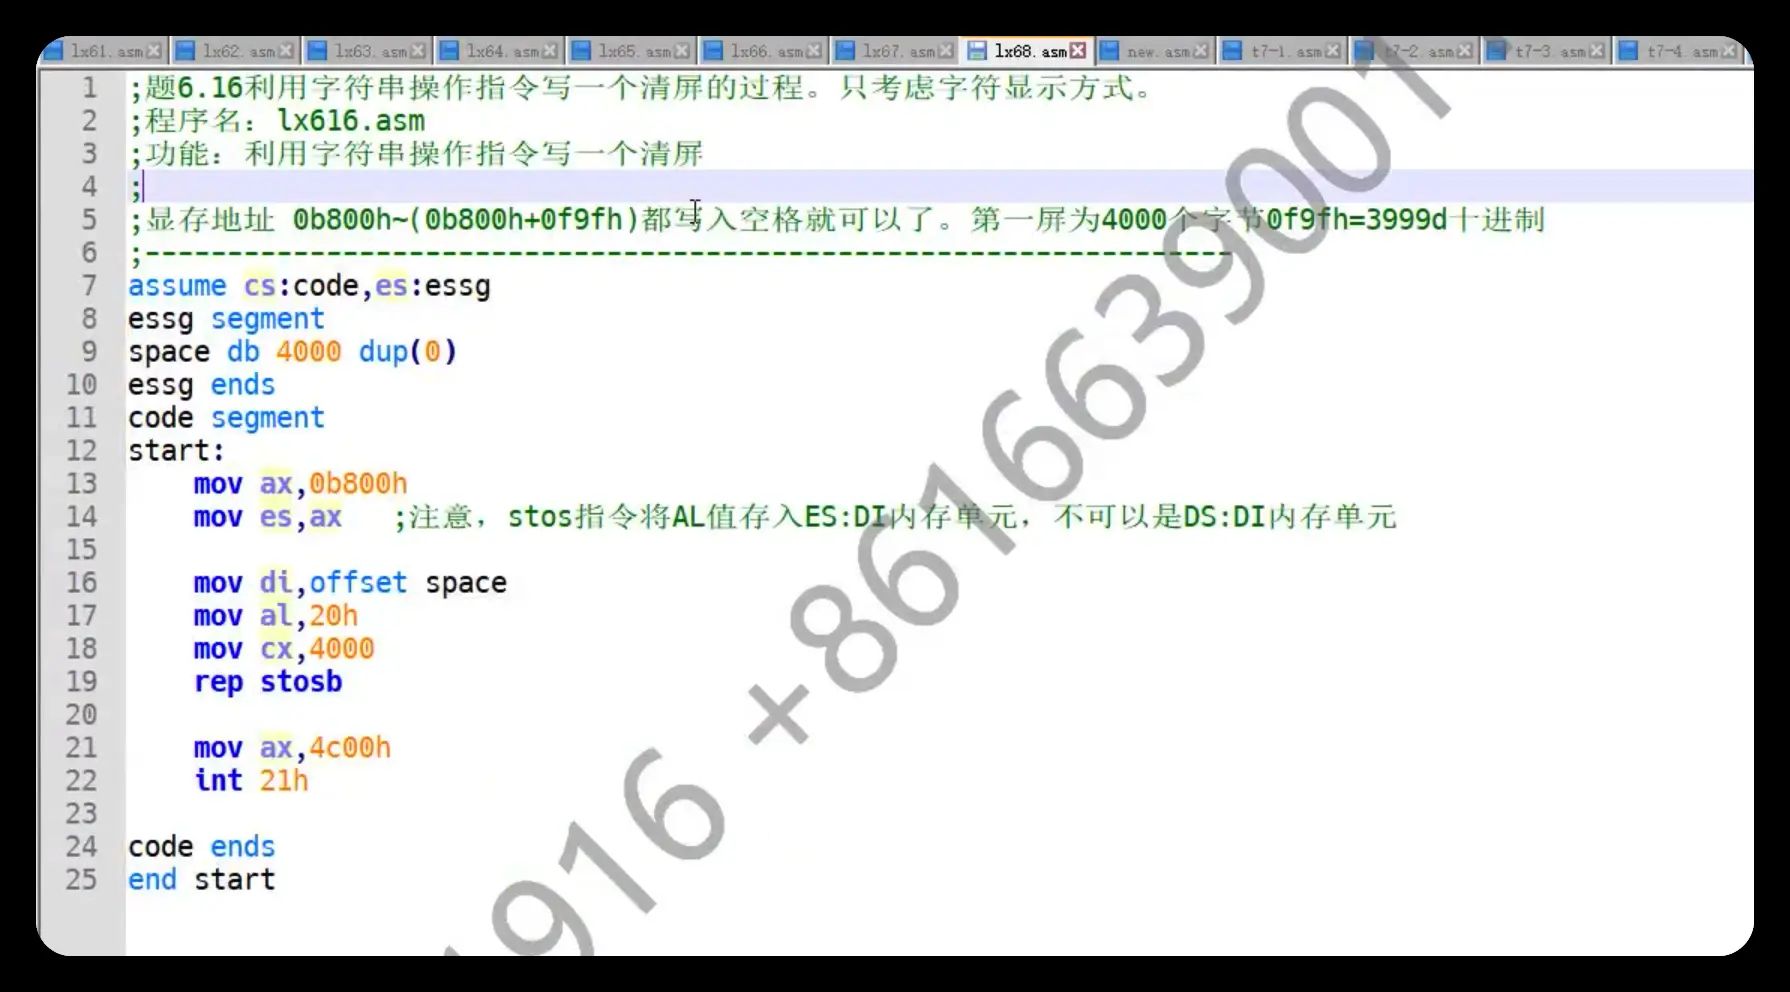 lx61.asm lx62.asm lx63.asm lx64.asm lx65.asm lx66.asm lx67.asm lx68.asm new.asm t7-1.asm t7-2.asm t7-3.asm t7-4.asm
1 ;题6.16利用字符串操作指令写一个清屏的过程。只考虑字符显示方式。
2 ;程序名：lx616.asm
3 ;功能：利用字符串操作指令写一个清屏
4 ;
5 ;显存地址 0b800h~(0b800h+0f9fh)都写入空格就可以了。第一屏为4000个字节0f9fh=3999d十进制
6 ;------------------------------------------------------------------
7 assume cs:code,es:essg
8 essg segment
9 space db 4000 dup(0)
10 essg ends
11 code segment
12 start:
13 mov ax,0b800h
14 mov es,ax ;注意，stos指令将AL值存入ES:DI内存单元，不可以是DS:DI内存单元
15
16 mov di,offset space
17 mov al,20h
18 mov cx,4000
19 rep stosb
20
21 mov ax,4c00h
22 int 21h
23
24 code ends
25 end start
916 +8616639001